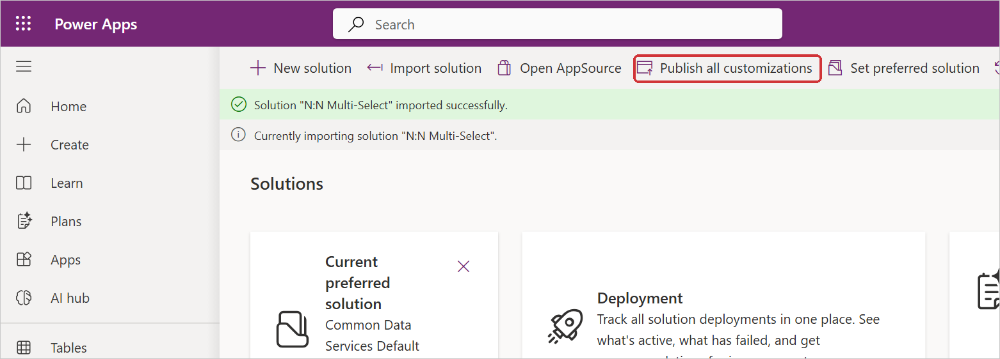 Power Apps
Search
New solution
Import solution
Open AppSource
Publish all customizations
Set preferred solution
Solution "N:N Multi-Select" imported successfully.
Currently importing solution "N:N Multi-Select".
Home
Create
Learn
Plans
Apps
AI hub
Tables
Solutions
Current
preferred
solution
Common Data
Services Default
Deployment
Track all solution deployments in one place. See
what's active, what has failed, and get